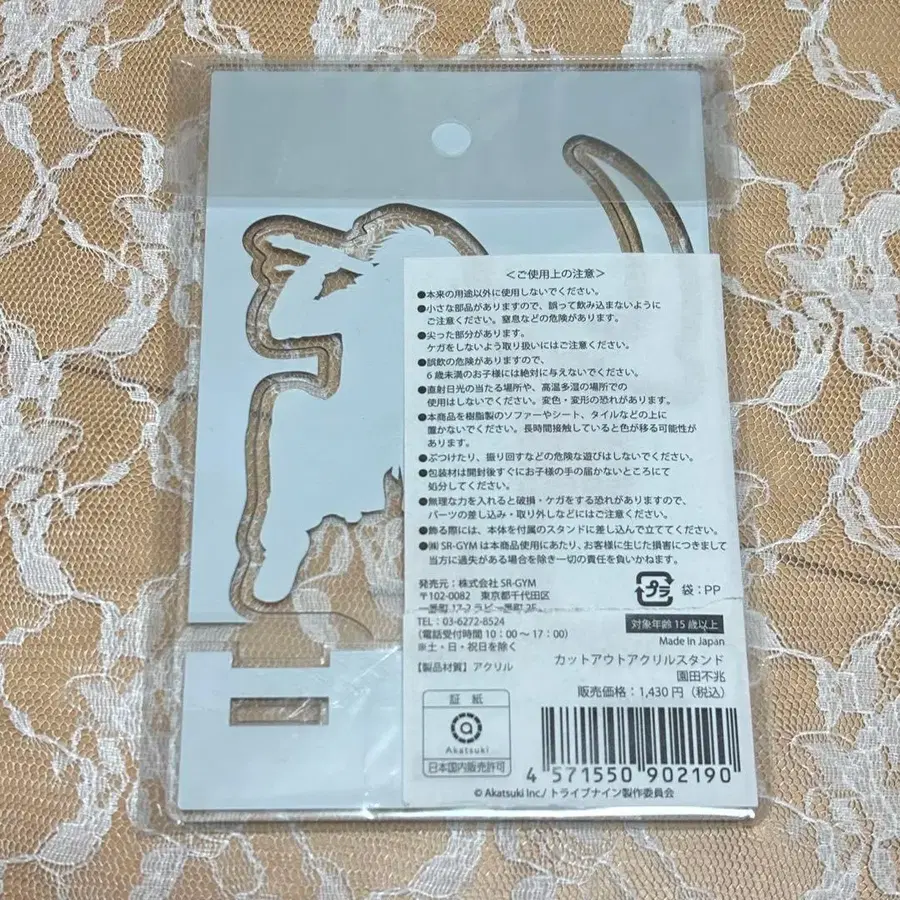 <ご使用上の注意>
●本来の用途以外に使用しないでください。
●小さな部品がありますので、誤って飲み込まないように
ご注意ください。窒息などの危険があります。
●尖った部分があります。
ケガをしないよう取り扱いにはご注意ください。
●誤飲の危険がありますので、
6歳未満のお子様には絶対に与えないでください。
●直射日光の当たる場所や、高温多湿の場所での
使用はしないでください。変色・変形の恐れがあります。
●本商品を樹脂製のソファーやシート、タイルなどの上に
置かないでください。長時間接触していると色が移る可能性が
あります。
●ぶつけたり、振り回すなどの危険な遊びはしないでください。
●包装材は開封後すぐにお子様の手の届かないところにて
処分してください。
●無理な力を入れると破損・ケガをする恐れがありますので、
パーツの差し込み・取り外しなどにはご注意ください。
●飾る際には、本体を付属のスタンドに差し込んで立ててください。
●㈱SR-GYMは本商品使用にあたり、お客様に生じた損害につきまして
当方に過失がある場合を除き一切の責任を負いかねます。
発売元:株式会社 SR-GYM
〒102-0082 東京都千代田区
一番町 17-2 ラビー番町 2F
TEL:03-6272-8524
(電話受付時間 10:00~17:00)
※土・日・祝日を除く
【製品材質】アクリル
プラ 袋:PP
対象年齢 15歳以上
Made In Japan
カットアウトアクリルスタンド
園田不兆
販売価格:1,430円(税込)
証 紙
a
Akatsuki
日本国内販売許可
4 571550 902190
© Akatsuki Inc./ トライブナイン製作委員会